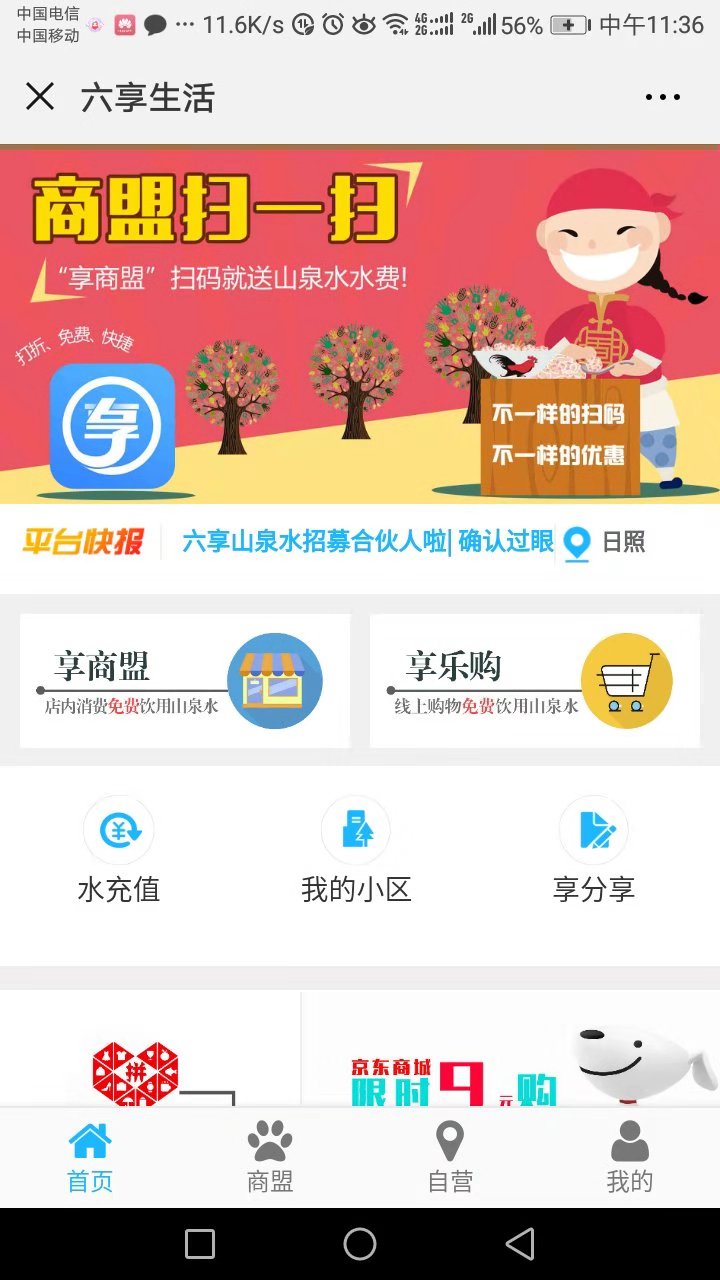 中国电信
中国移动
11.6K/s
4G
2G
2G
56%
中午11:36
六享生活
商盟扫一扫
“享商盟”扫码就送山泉水水费!
打折、免费、快捷
享
不一样的扫码
不一样的优惠
平台快报
六享山泉水招募合伙人啦| 确认过眼
日照
享商盟
店内消费免费饮用山泉水
享乐购
线上购物免费饮用山泉水
水充值
我的小区
享分享
拼
京东商城
限时9元购
首页
商盟
自营
我的